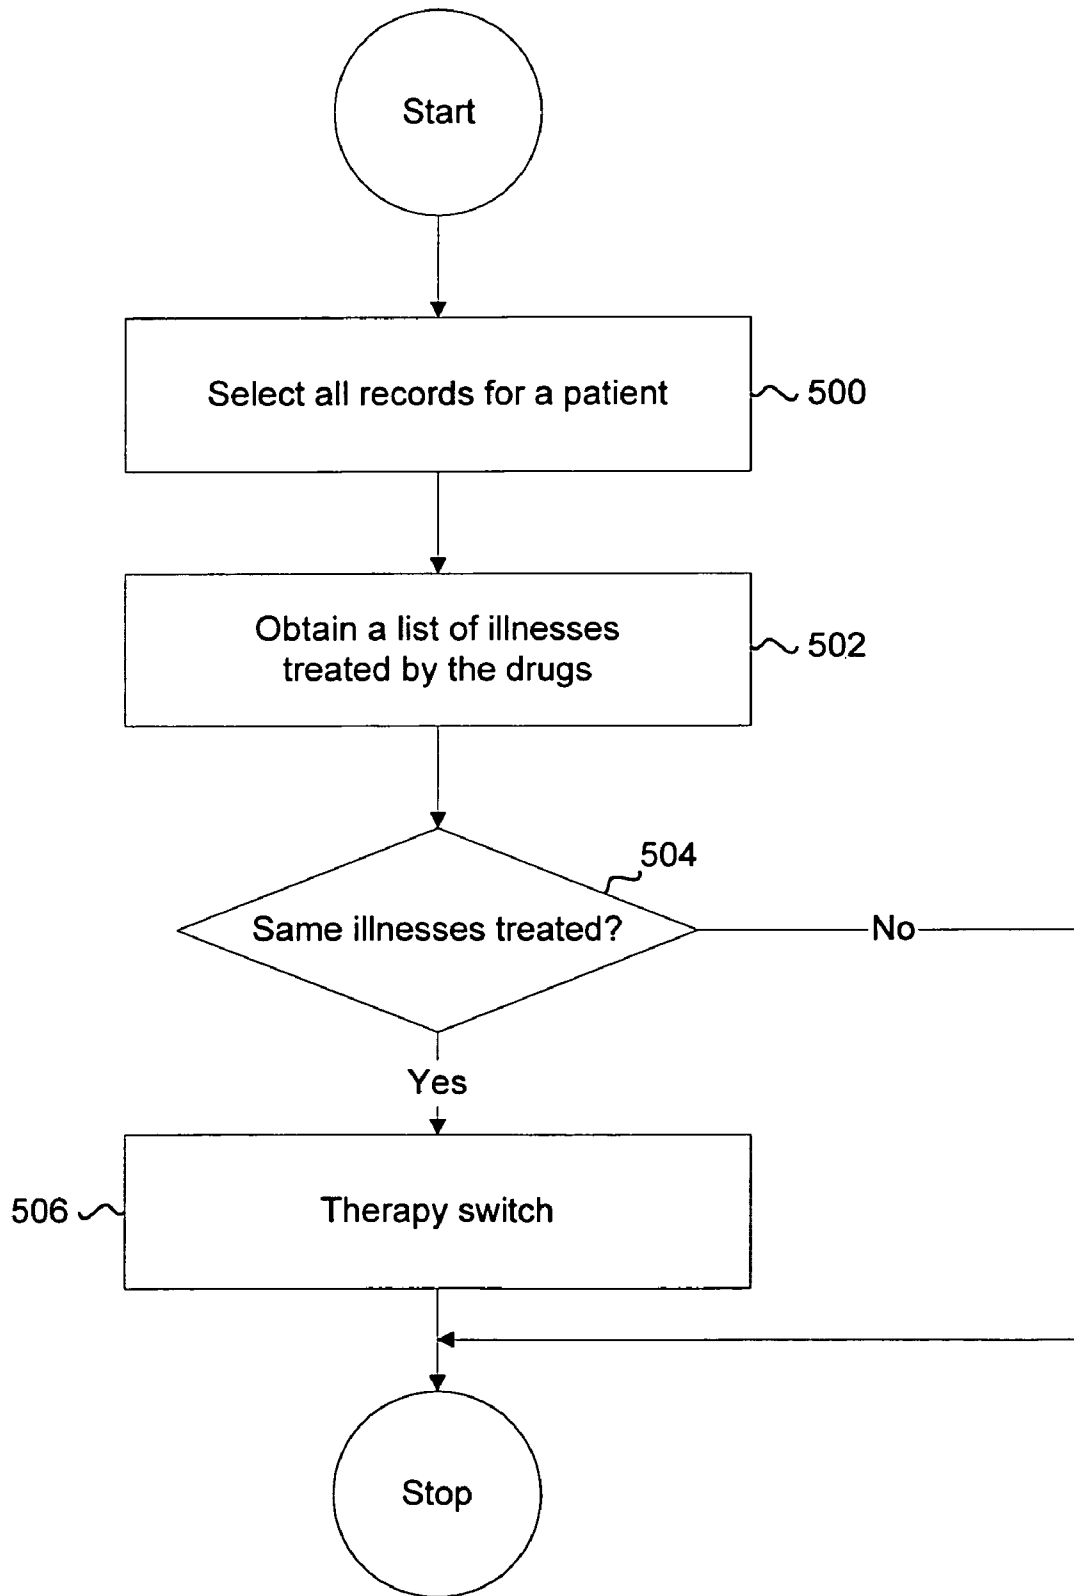 Start
Select all records for a patient
500
Obtain a list of illnesses
treated by the drugs
502
504
Same illnesses treated?
No
Yes
506
Therapy switch
Stop